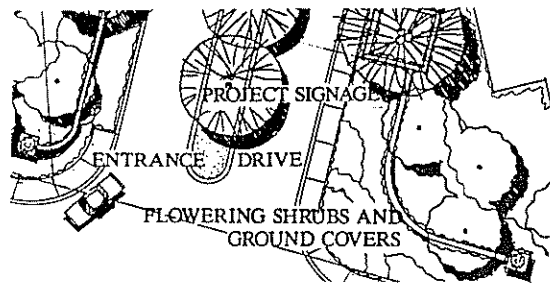 PROJECT SIGNAGE
ENTRANCE DRIVE
FLOWERING SHRUBS AND
GROUND COVERS